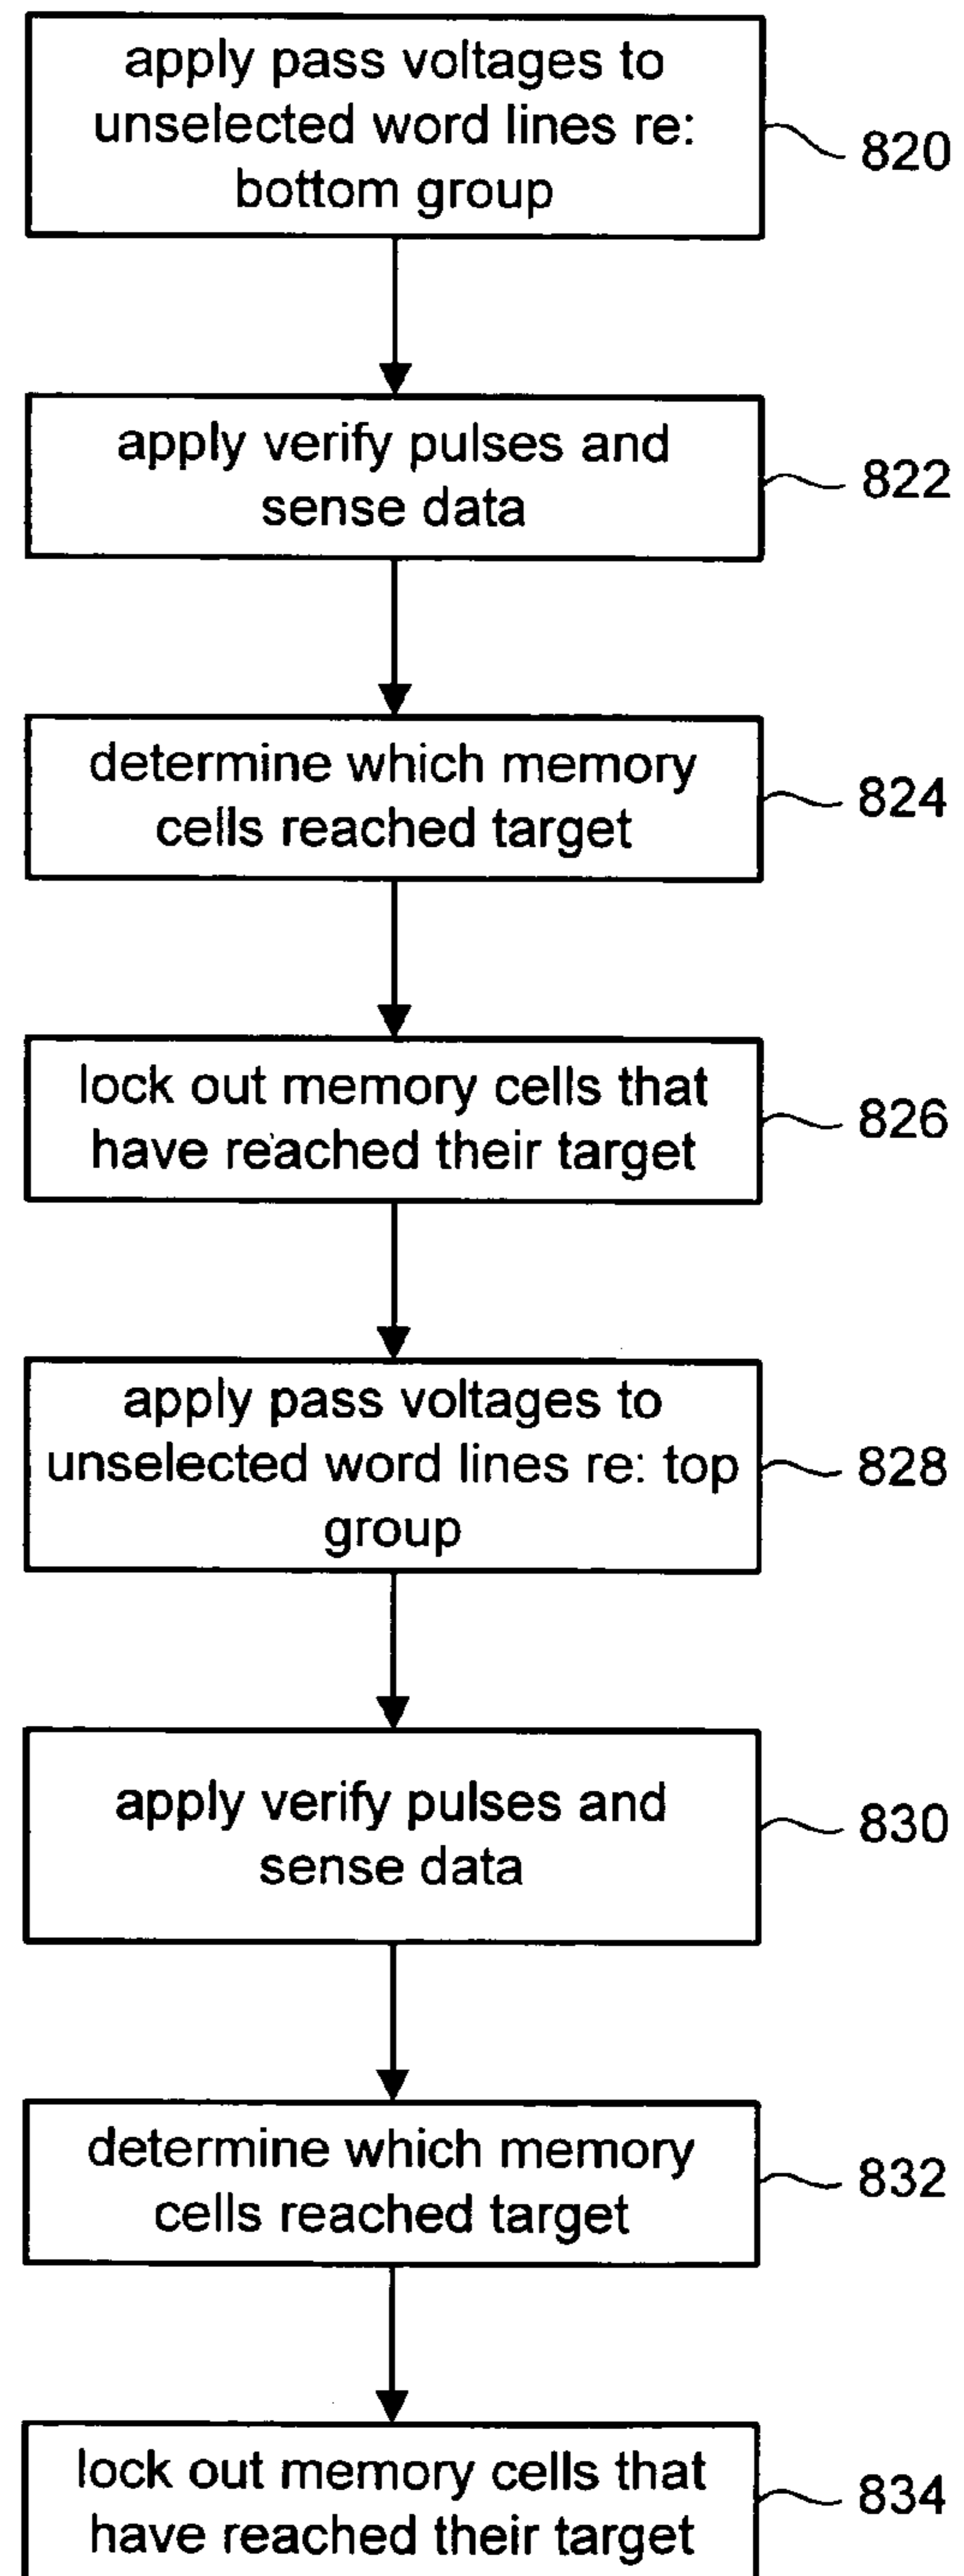 apply pass voltages to
unselected word lines re:
bottom group
820
apply verify pulses and
sense data
822
determine which memory
cells reached target
824
lock out memory cells that
have reached their target
826
apply pass voltages to
unselected word lines re: top
group
828
apply verify pulses and
sense data
830
determine which memory
cells reached target
832
lock out memory cells that
have reached their target
834